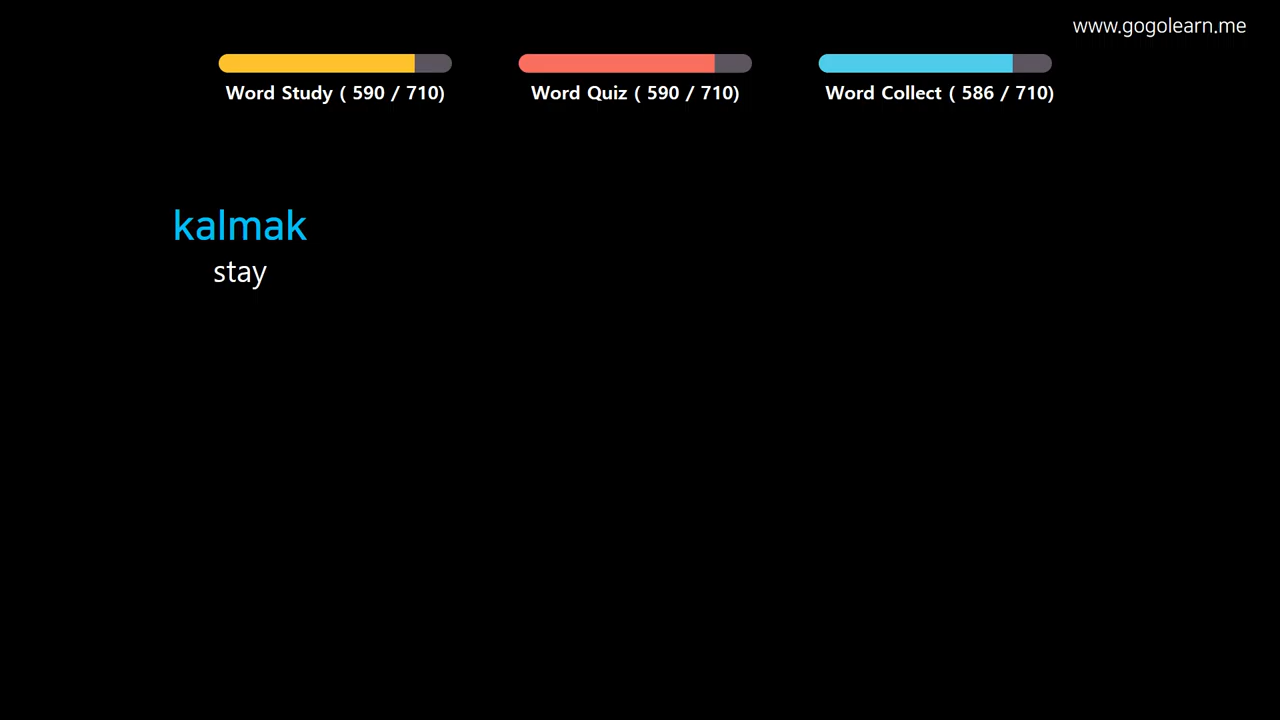 www.gogolearn.me
Word Study ( 590 / 710)
Word Quiz ( 590 / 710)
Word Collect ( 586 / 710)
kalmak
stay